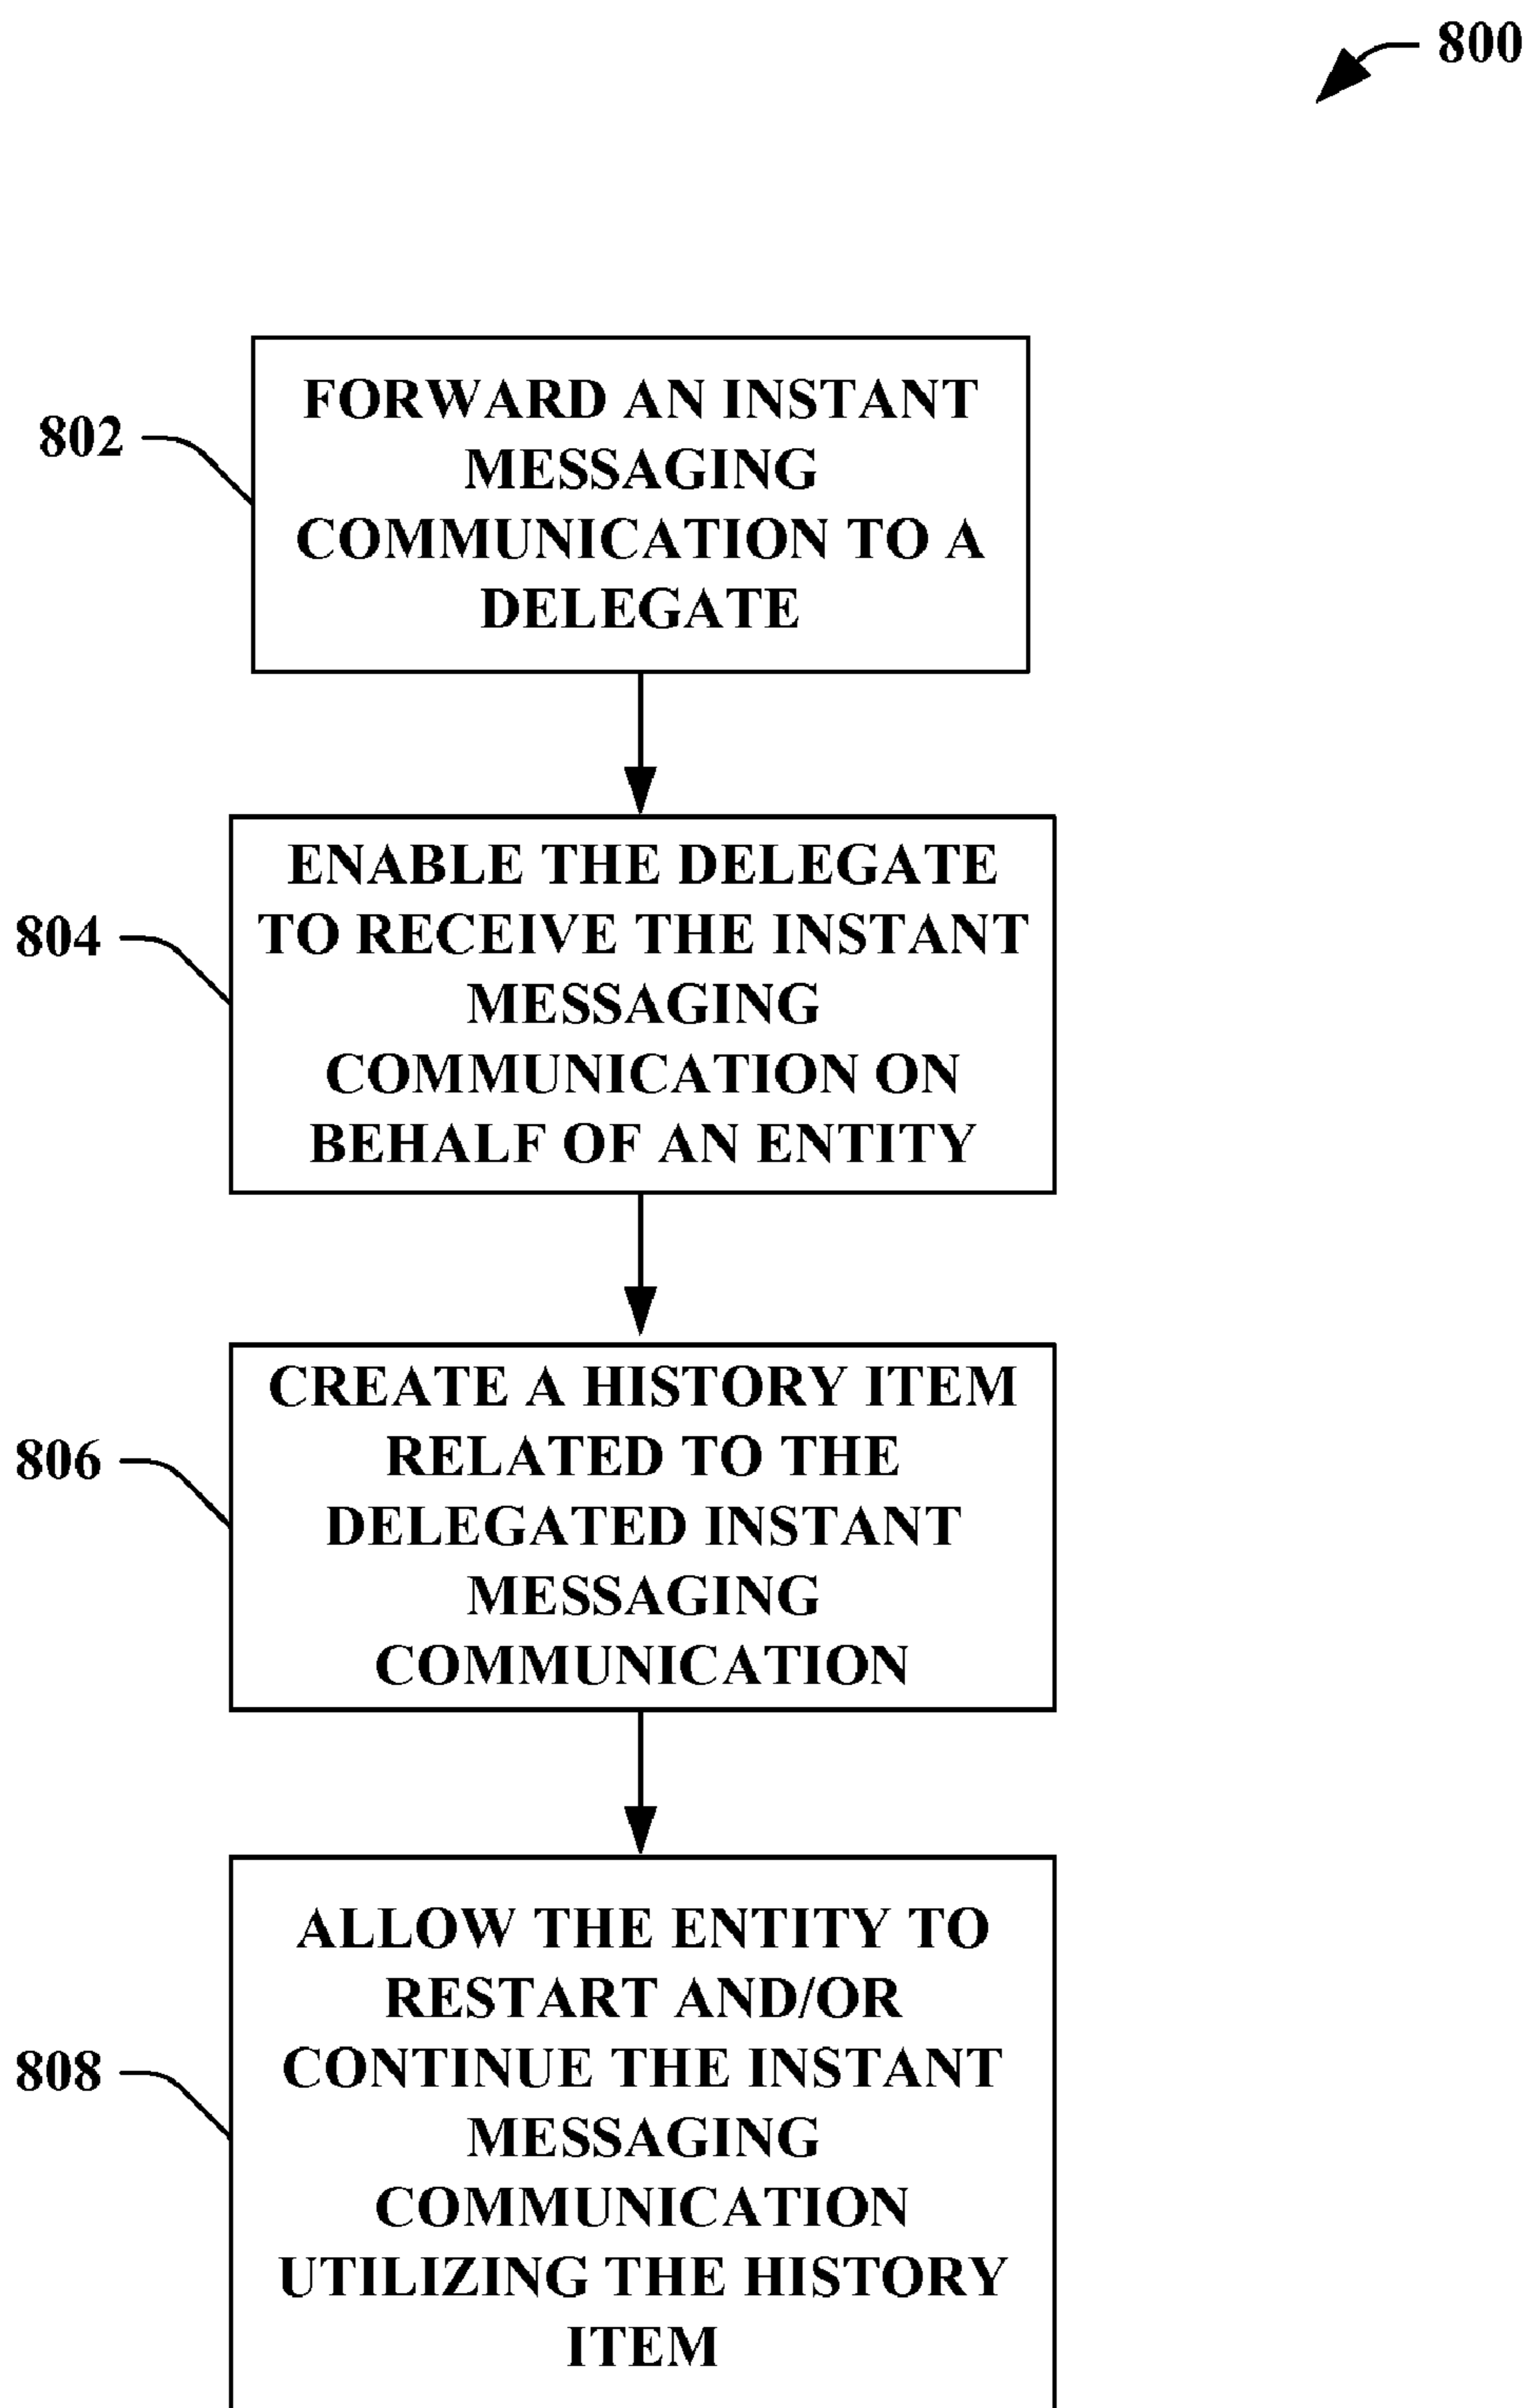 800
802
FORWARD AN INSTANT
MESSAGING
COMMUNICATION TO A
DELEGATE
804
ENABLE THE DELEGATE
TO RECEIVE THE INSTANT
MESSAGING
COMMUNICATION ON
BEHALF OF AN ENTITY
806
CREATE A HISTORY ITEM
RELATED TO THE
DELEGATED INSTANT
MESSAGING
COMMUNICATION
808
ALLOW THE ENTITY TO
RESTART AND/OR
CONTINUE THE INSTANT
MESSAGING
COMMUNICATION
UTILIZING THE HISTORY
ITEM